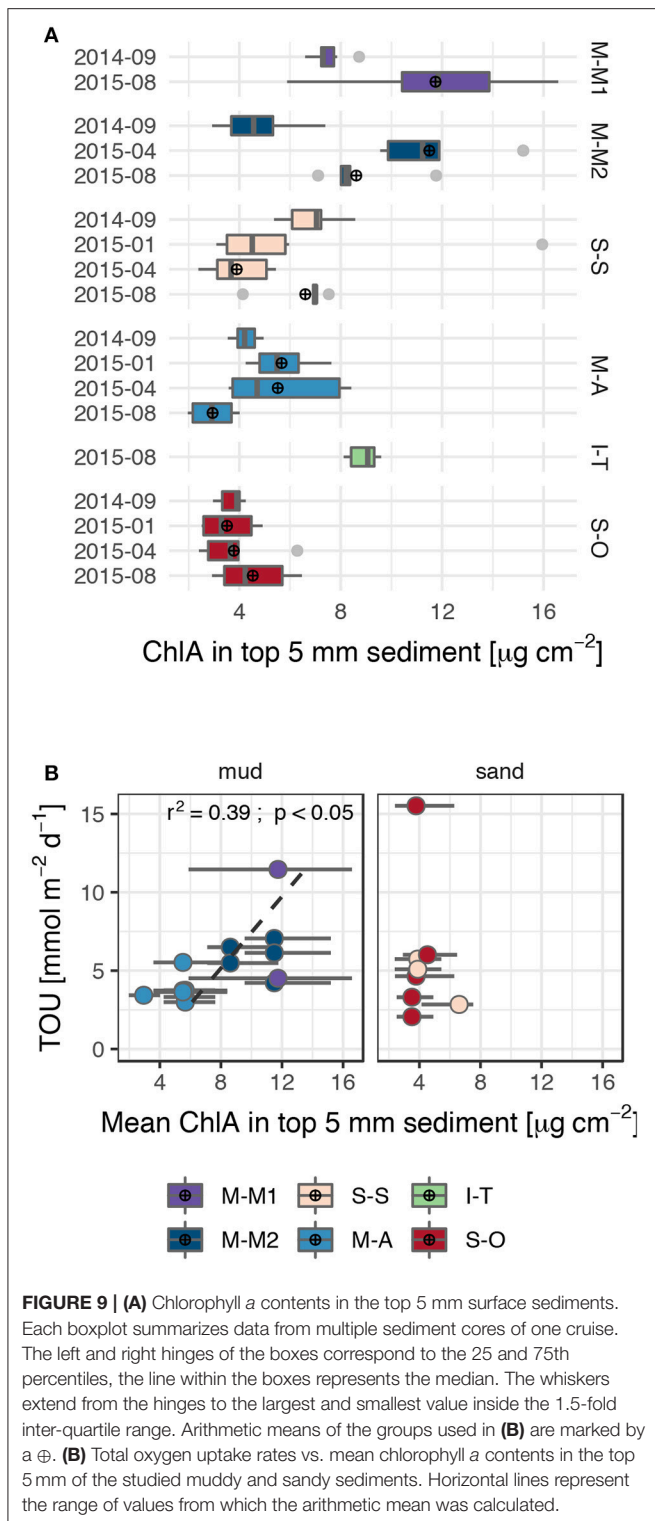 A
2014-09
2015-08
M-M1
2014-09
2015-04
2015-08
M-M2
2014-09
2015-01
2015-04
2015-08
S-S
2014-09
2015-01
2015-04
2015-08
M-A
2015-08
I-T
2014-09
2015-01
2015-04
2015-08
S-O
4 8 12 16
ChlA in top 5 mm sediment [μg cm⁻²]
B
mud sand
r² = 0.39 ; p < 0.05
15
10
5
0
TOU [mmol m⁻² d⁻¹]
4 8 12 16 4 8 12 16
Mean ChlA in top 5 mm sediment [μg cm⁻²]
M-M1 S-S I-T
M-M2 M-A S-O
FIGURE 9 | (A) Chlorophyll a contents in the top 5 mm surface sediments.
Each boxplot summarizes data from multiple sediment cores of one cruise.
The left and right hinges of the boxes correspond to the 25 and 75th
percentiles, the line within the boxes represents the median. The whiskers
extend from the hinges to the largest and smallest value inside the 1.5-fold
inter-quartile range. Arithmetic means of the groups used in (B) are marked by
a ⊕. (B) Total oxygen uptake rates vs. mean chlorophyll a contents in the top
5 mm of the studied muddy and sandy sediments. Horizontal lines represent
the range of values from which the arithmetic mean was calculated.